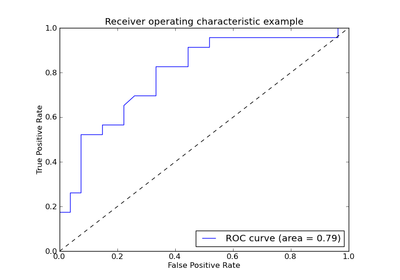 Receiver operating characteristic example
1.0
0.8
0.6
0.4
0.2
0.0
True Positive Rate
0.0 0.2 0.4 0.6 0.8 1.0
False Positive Rate
ROC curve (area = 0.79)